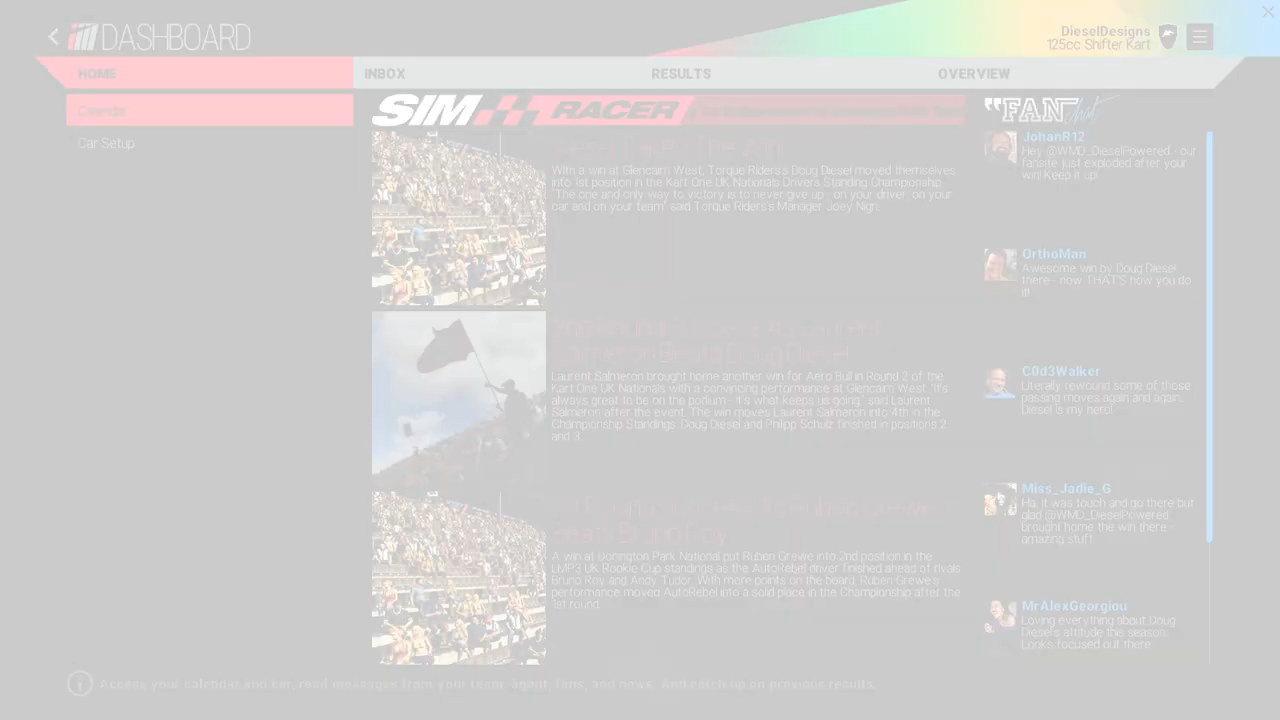 DASHBOARD
DieselDesigns
125cc Shifter Kart
HOME
INBOX
RESULTS
OVERVIEW
Calendar
Car Setup
SIM RACER
With a win at Glencairn West, Torque Riders's Doug Diesel moved themselves
into 1st position in the Kart One UK Nationals Drivers Standing Championship.
"The one and only way to victory is to never give up - on your driver, on your
car and on your team" said Torque Riders's Manager Joey Nigh.
Laurent Salmeron brought home another win for Aero Bull in Round 2 of the
Kart One UK Nationals with a convincing performance at Glencairn West. "It's
always great to be on the podium - it's what keeps us going," said Laurent
Salmeron after the event. The win moves Laurent Salmeron into 4th in the
Championship Standings. Doug Diesel and Philipp Schulz finished in positions 2
and 3.
A win at Donington Park National put Ruben Grewe into 2nd position in the
LMP3 UK Rookie Cup standings as the AutoRebel driver finished ahead of rivals
Bruno Roy and Andy Tudor. With more points on the board, Ruben Grewe's
performance moved AutoRebel into a solid place in the Championship after the
1st round.
"FAN chat
JohanR12
Hey @WMD_DieselPowered - our
fansite just exploded after your
win! Keep it up!
OrthoMan
Awesome win by Doug Diesel
there - now THAT'S how you do
it!
C0d3Walker
Literally rewound some of those
passing moves again and again.
Diesel is my hero!
Miss_Jadie_G
Ha, it was touch and go there but
glad @WMD_DieselPowered
brought home the win there -
amazing stuff!
MrAlexGeorgiou
Loving everything about Doug
Diesel's attitude this season.
Looks focused out there
Access your calendar and car, read messages from your team, agent, fans, and news. And catch up on previous results.